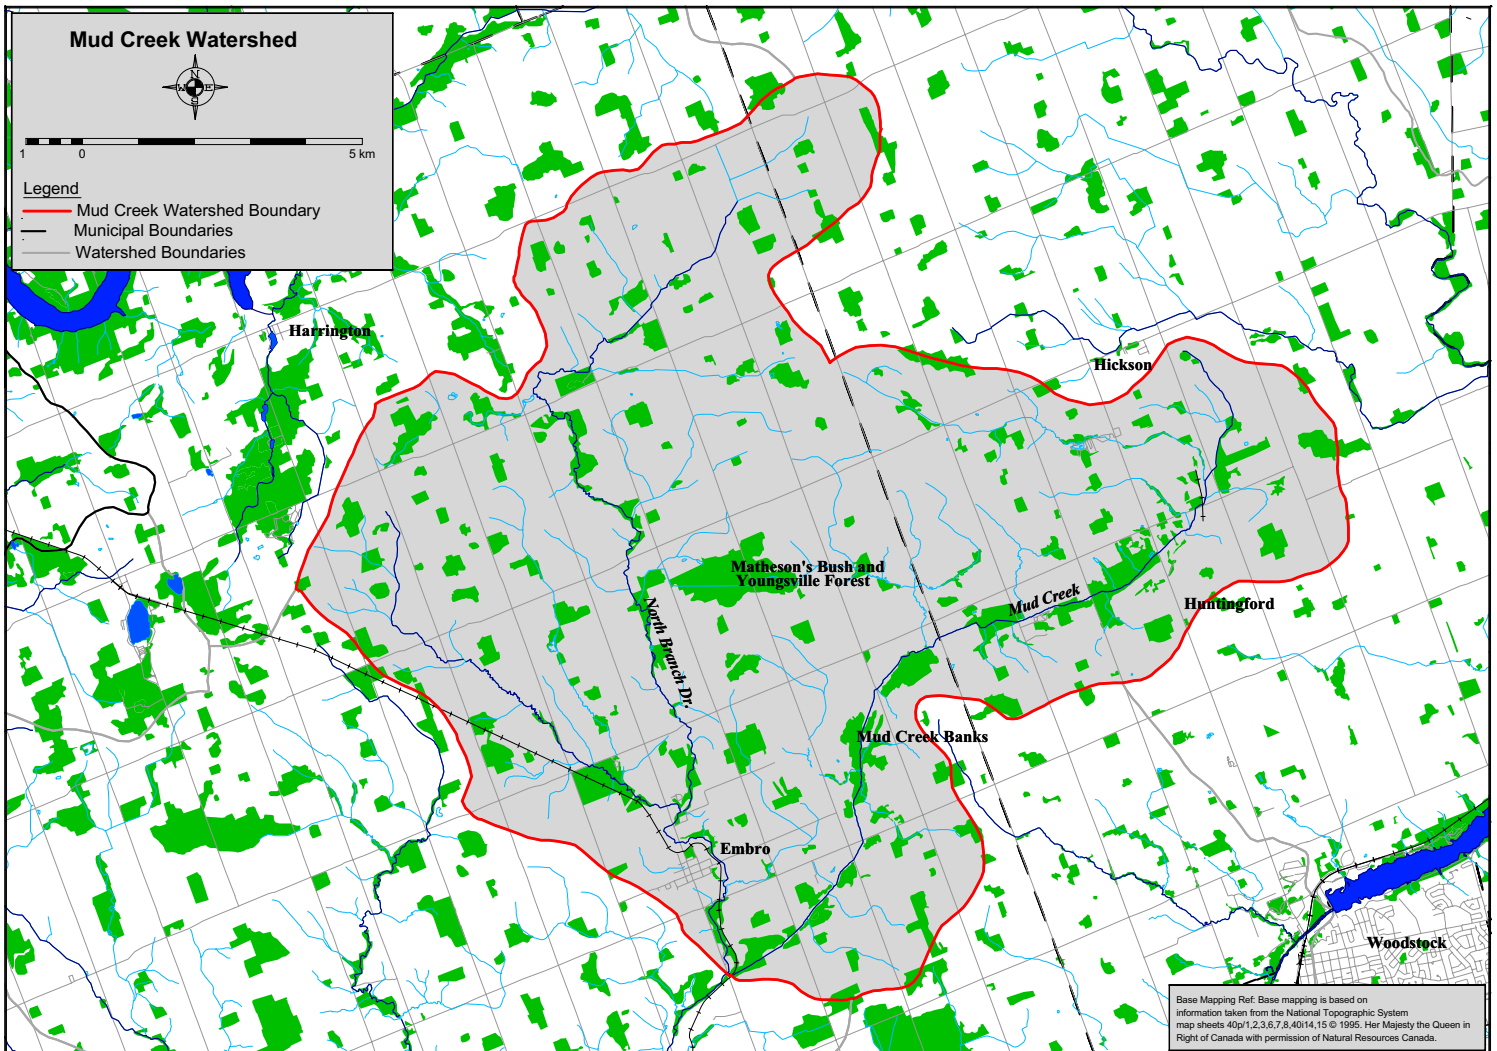 Mud Creek Watershed
N
W E
S
1 0 5 km
Legend
Mud Creek Watershed Boundary
Municipal Boundaries
Watershed Boundaries
Harrington
Hickson
Matheson's Bush and
Youngsville Forest
Mud Creek
Huntingford
North Branch Dr.
Mud Creek Banks
Embro
Woodstock
Base Mapping Ref: Base mapping is based on
information taken from the National Topographic System
map sheets 40p/1,2,3,6,7,8,40i14,15 © 1995. Her Majesty the Queen in
Right of Canada with permission of Natural Resources Canada.